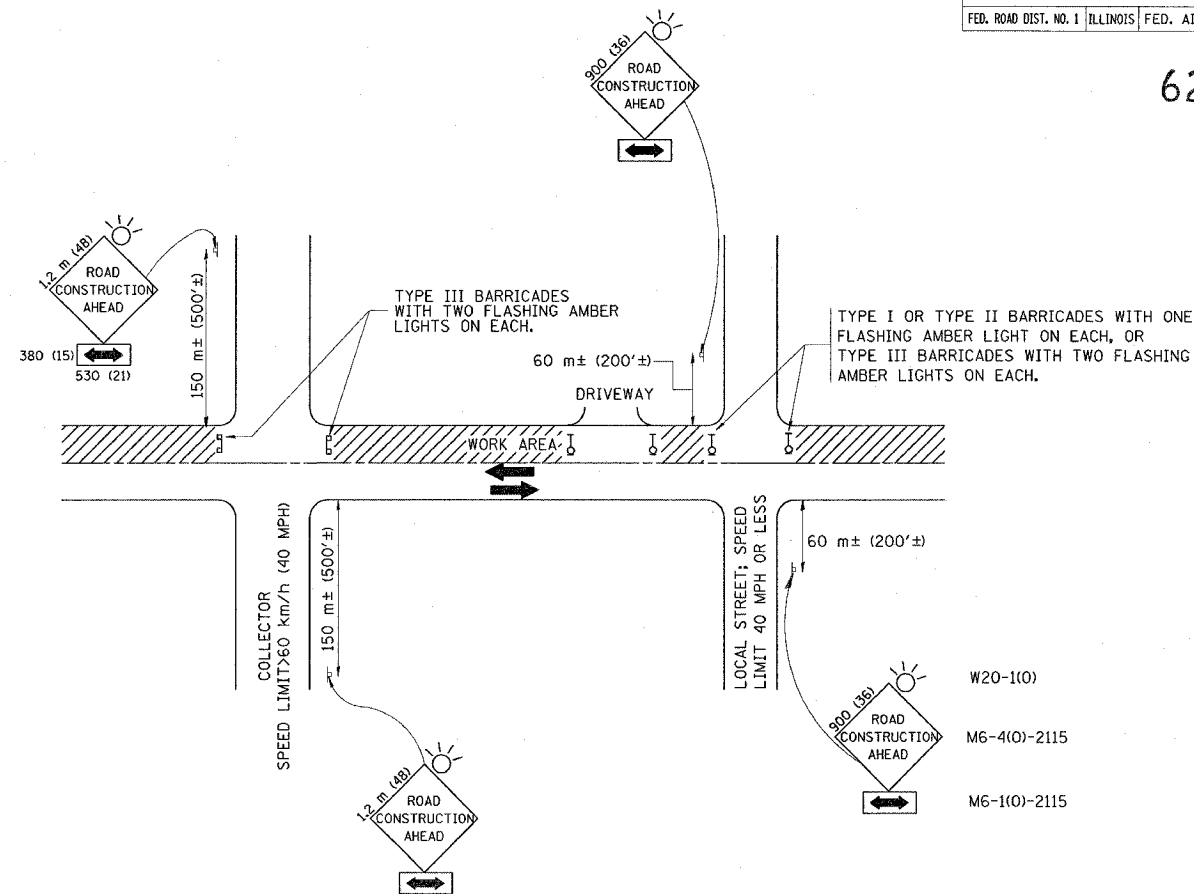 FED. ROAD DIST. NO. 1 ILLINOIS FED. AI
62
900 (36)
ROAD
CONSTRUCTION
AHEAD
1.2 m (48)
ROAD
CONSTRUCTION
AHEAD
380 (15)
530 (21)
150 m± (500'±)
TYPE III BARRICADES
WITH TWO FLASHING AMBER
LIGHTS ON EACH.
60 m± (200'±)
DRIVEWAY
TYPE I OR TYPE II BARRICADES WITH ONE
FLASHING AMBER LIGHT ON EACH, OR
TYPE III BARRICADES WITH TWO FLASHING
AMBER LIGHTS ON EACH.
WORK AREA
COLLECTOR
SPEED LIMIT>60 km/h (40 MPH)
150 m± (500'±)
LOCAL STREET; SPEED
LIMIT 40 MPH OR LESS
60 m± (200'±)
900 (36)
ROAD
CONSTRUCTION
AHEAD
W20-1(O)
M6-4(O)-2115
M6-1(O)-2115
1.2 m (48)
ROAD
CONSTRUCTION
AHEAD